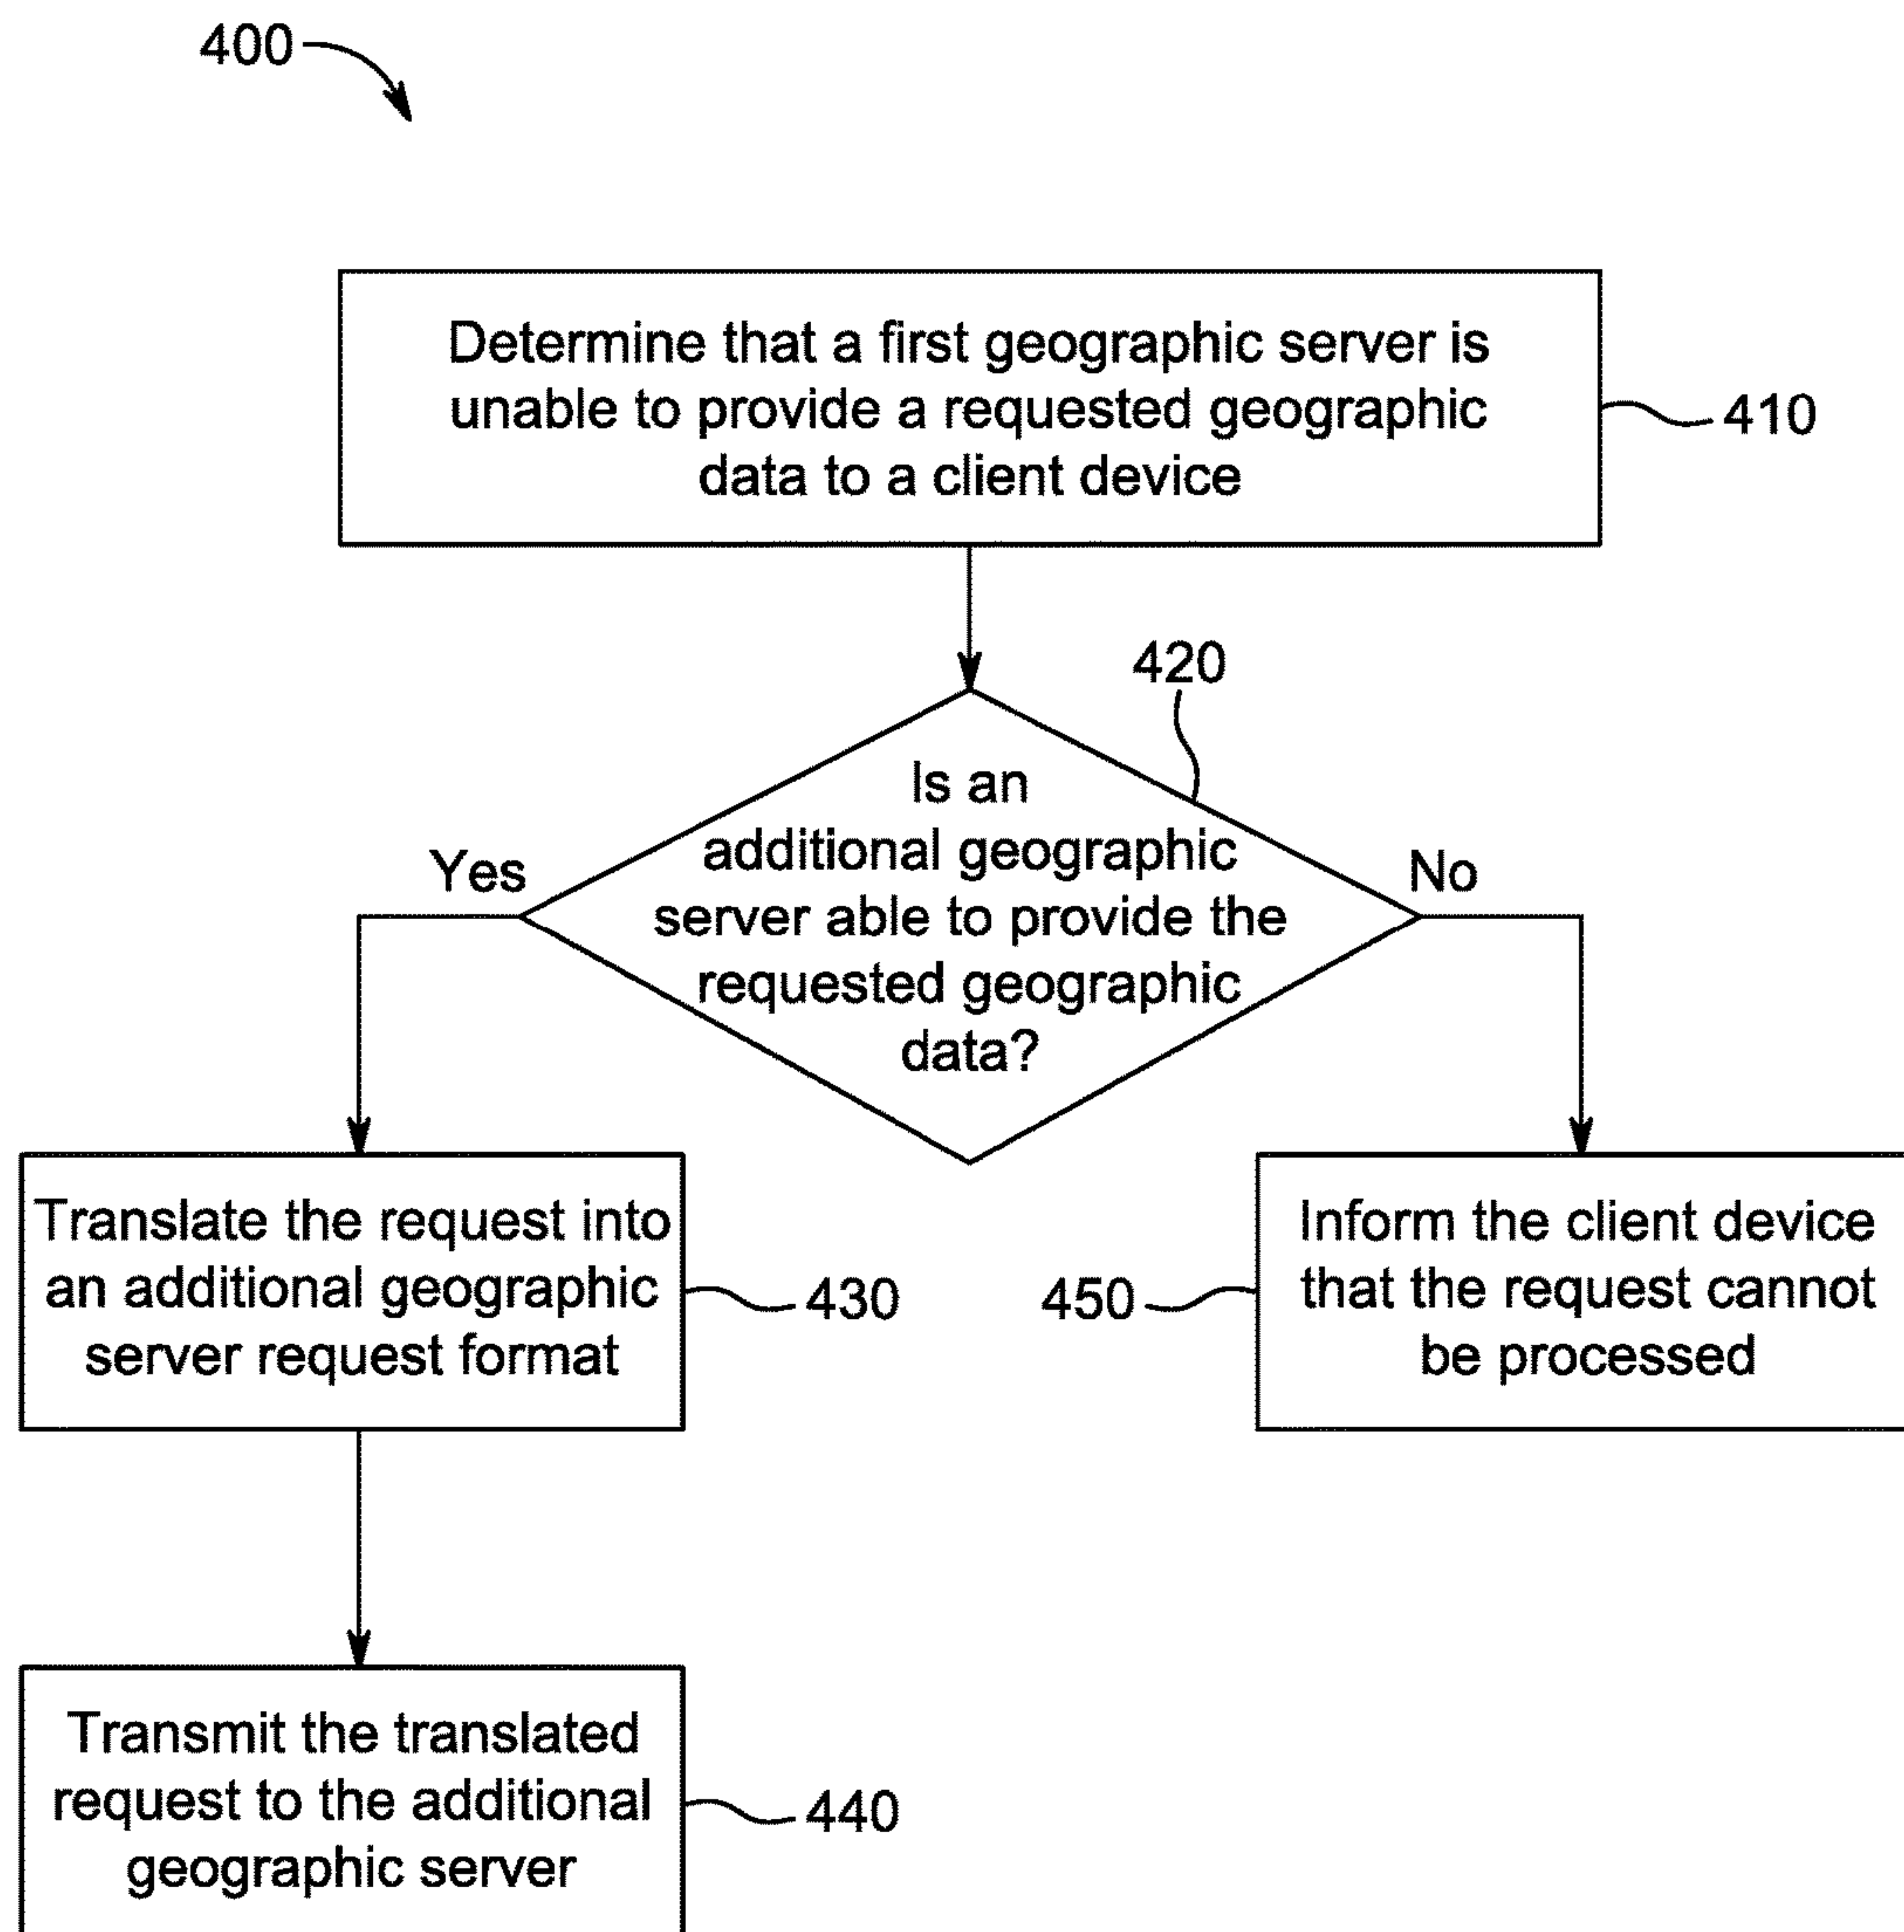 400
Determine that a first geographic server is
unable to provide a requested geographic
data to a client device
410
420
Is an
additional geographic
server able to provide the
requested geographic
data?
Yes
No
Translate the request into
an additional geographic
server request format
430
450
Inform the client device
that the request cannot
be processed
Transmit the translated
request to the additional
geographic server
440